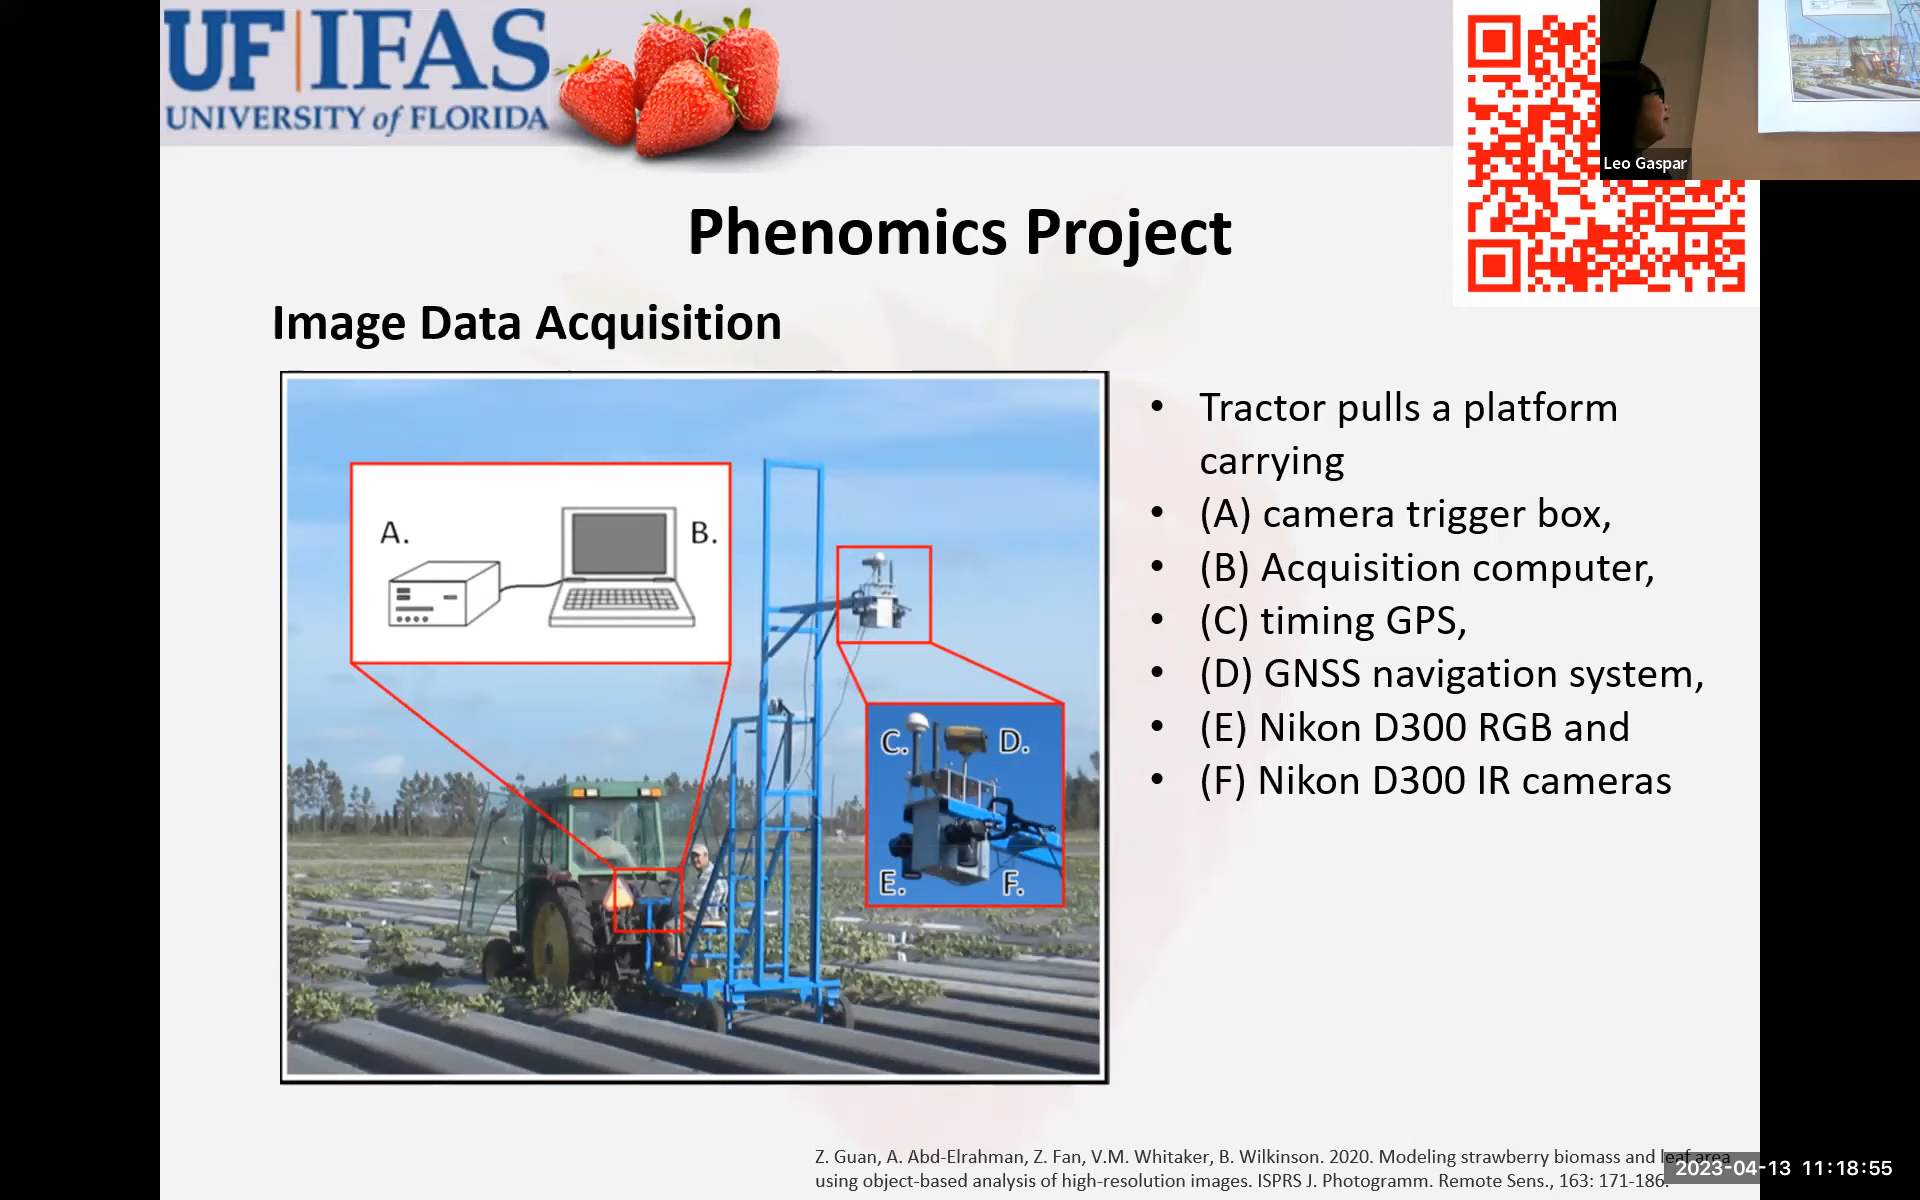 UF|IFAS
UNIVERSITY of FLORIDA
Leo Gaspar
Phenomics Project
Image Data Acquisition
A.
B.
C.
D.
E.
F.
• Tractor pulls a platform
carrying
• (A) camera trigger box,
• (B) Acquisition computer,
• (C) timing GPS,
• (D) GNSS navigation system,
• (E) Nikon D300 RGB and
• (F) Nikon D300 IR cameras
Z. Guan, A. Abd-Elrahman, Z. Fan, V.M. Whitaker, B. Wilkinson. 2020. Modeling strawberry biomass and leaf area
using object-based analysis of high-resolution images. ISPRS J. Photogramm. Remote Sens., 163: 171-186.
2023-04-13 11:18:55